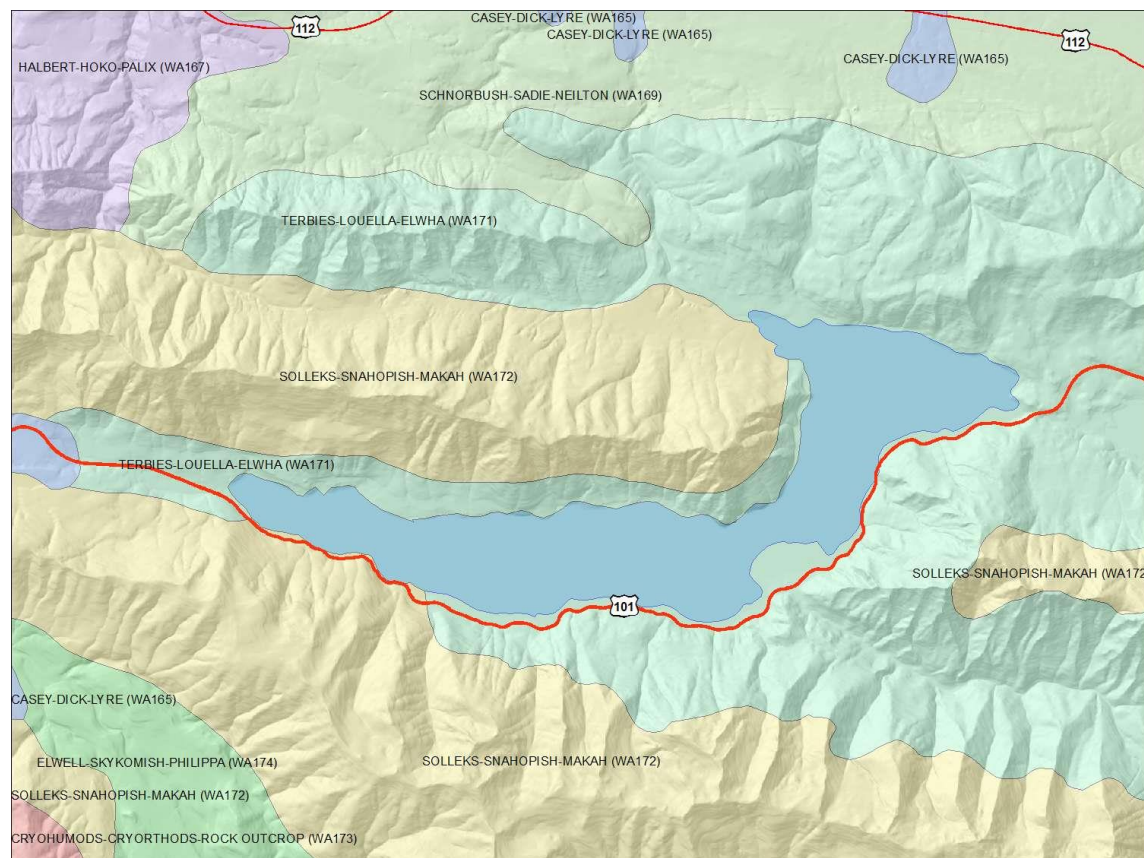 CASEY-DICK-LYRE (WA165)
112
CASEY-DICK-LYRE (WA165)
112
CASEY-DICK-LYRE (WA165)
HALBERT-HOKO-PALIX (WA167)
SCHNORBUSH-SADIE-NEILTON (WA169)
TERBIES-LOUELLA-ELWHA (WA171)
SOLLEKS-SNAHOPISH-MAKAH (WA172)
TERBIES-LOUELLA-ELWHA (WA171)
SOLLEKS-SNAHOPISH-MAKAH (WA172
101
CASEY-DICK-LYRE (WA165)
ELWELL-SKYKOMISH-PHILIPPA (WA174)
SOLLEKS-SNAHOPISH-MAKAH (WA172)
SOLLEKS-SNAHOPISH-MAKAH (WA172)
CRYOHUMODS-CRYORTHODS-ROCK OUTCROP (WA173)